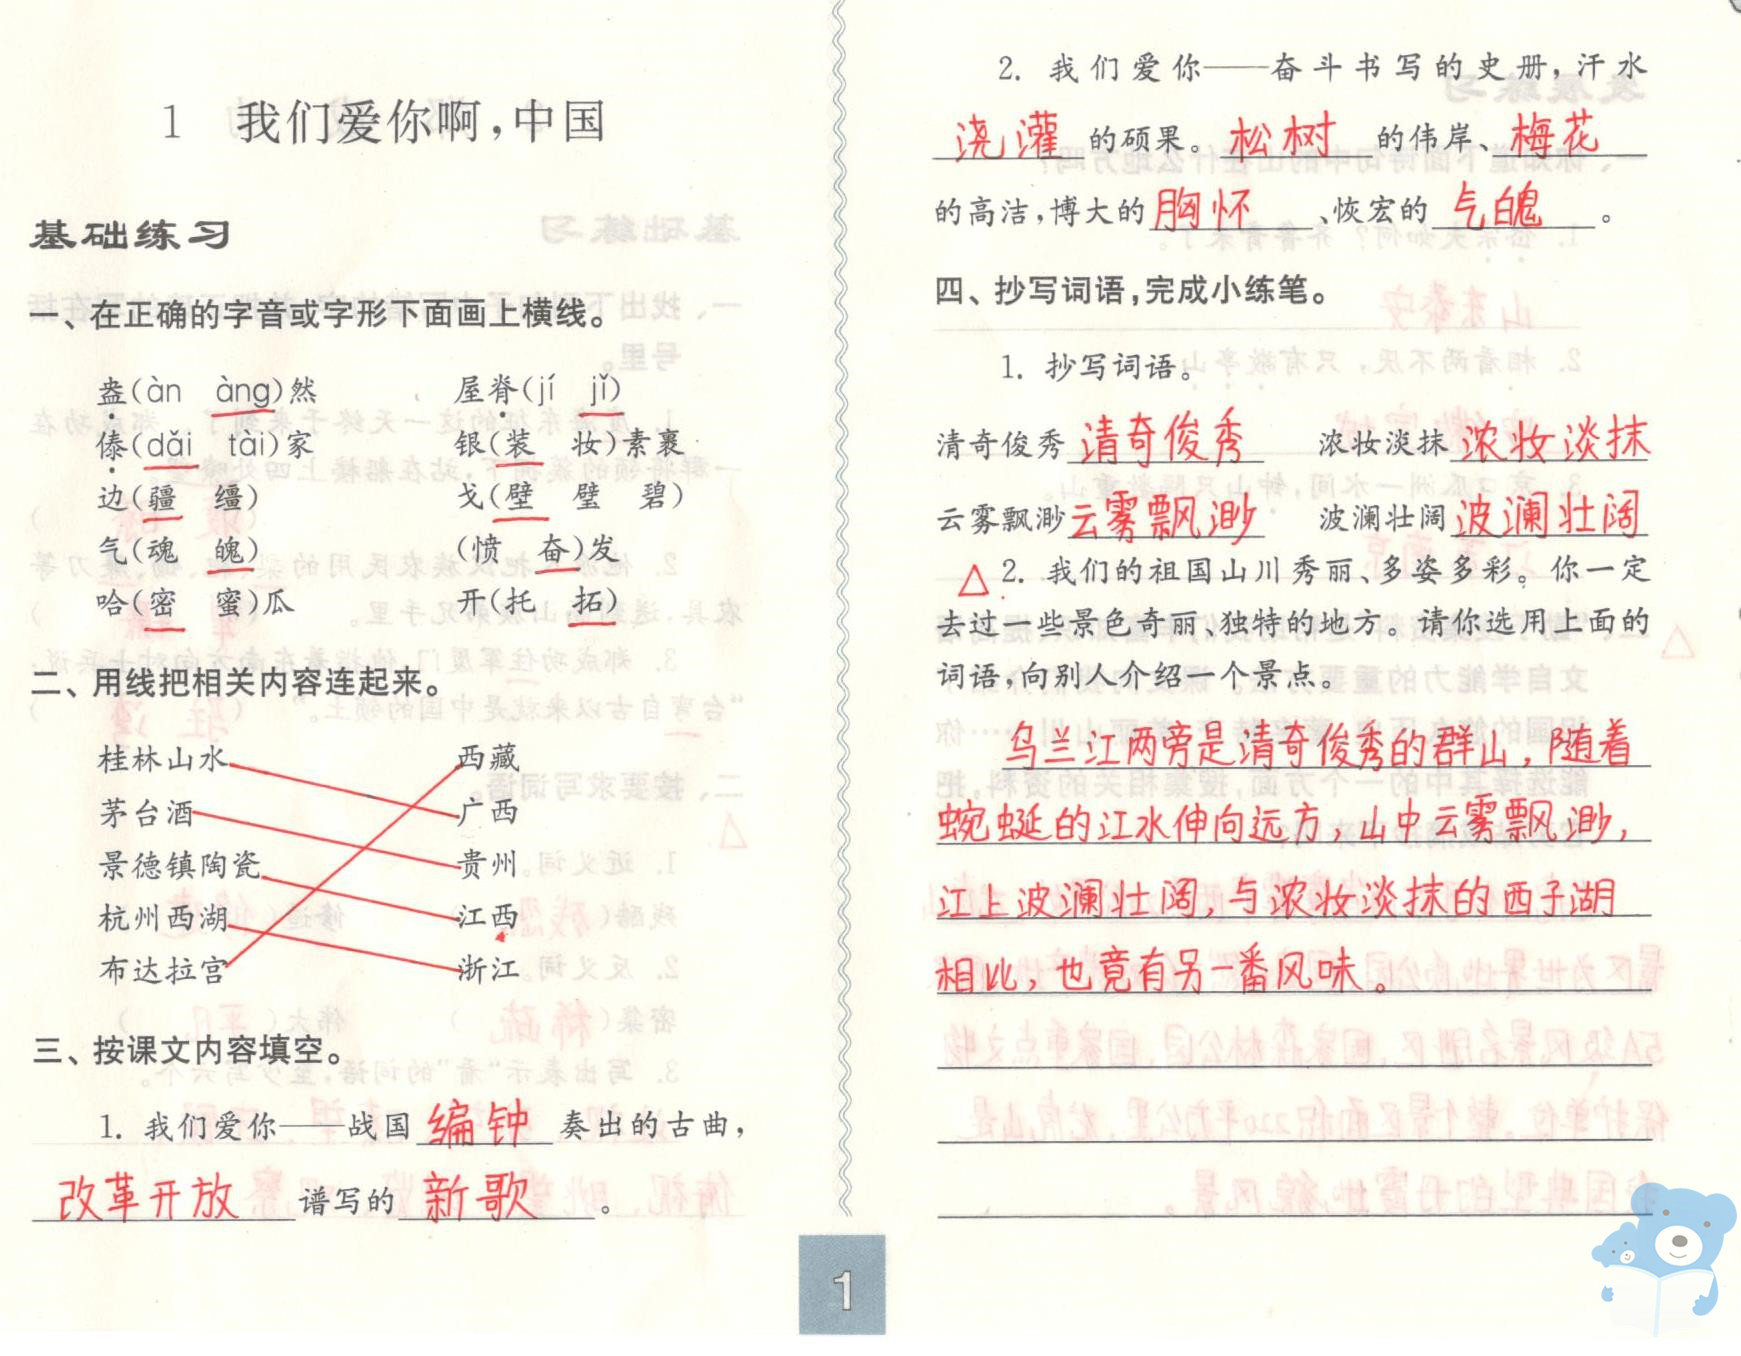 1 我们爱你啊，中国
基础练习
一、在正确的字音或字形下面画上横线。
盎(àn àng)然 屋脊(jí jǐ)
傣(dǎi tài)家 银(装 妆)素裹
边(疆 缰) 戈(壁 璧 碧)
气(魂 魄) (愤 奋)发
哈(密 蜜)瓜 开(托 拓)
二、用线把相关内容连起来。
桂林山水 西藏
茅台酒 广西
景德镇陶瓷 贵州
杭州西湖 江西
布达拉宫 浙江
三、按课文内容填空。
1. 我们爱你——战国编钟奏出的古曲，
改革开放谱写的新歌。
1
2. 我们爱你——奋斗书写的史册，汗水
浇灌的硕果。松树的伟岸、梅花
的高洁，博大的胸怀、恢宏的气魄。
四、抄写词语，完成小练笔。
1. 抄写词语。
清奇俊秀清奇俊秀 浓妆淡抹浓妆淡抹
云雾飘渺云雾飘渺 波澜壮阔波澜壮阔
△2. 我们的祖国山川秀丽、多姿多彩。你一定
去过一些景色奇丽、独特的地方。请你选用上面的
词语，向别人介绍一个景点。
乌兰江两旁是清奇俊秀的群山，随着
蜿蜒的江水伸向远方，山中云雾飘渺，
江上波澜壮阔，与浓妆淡抹的西子湖
相比，也竟有另一番风味。